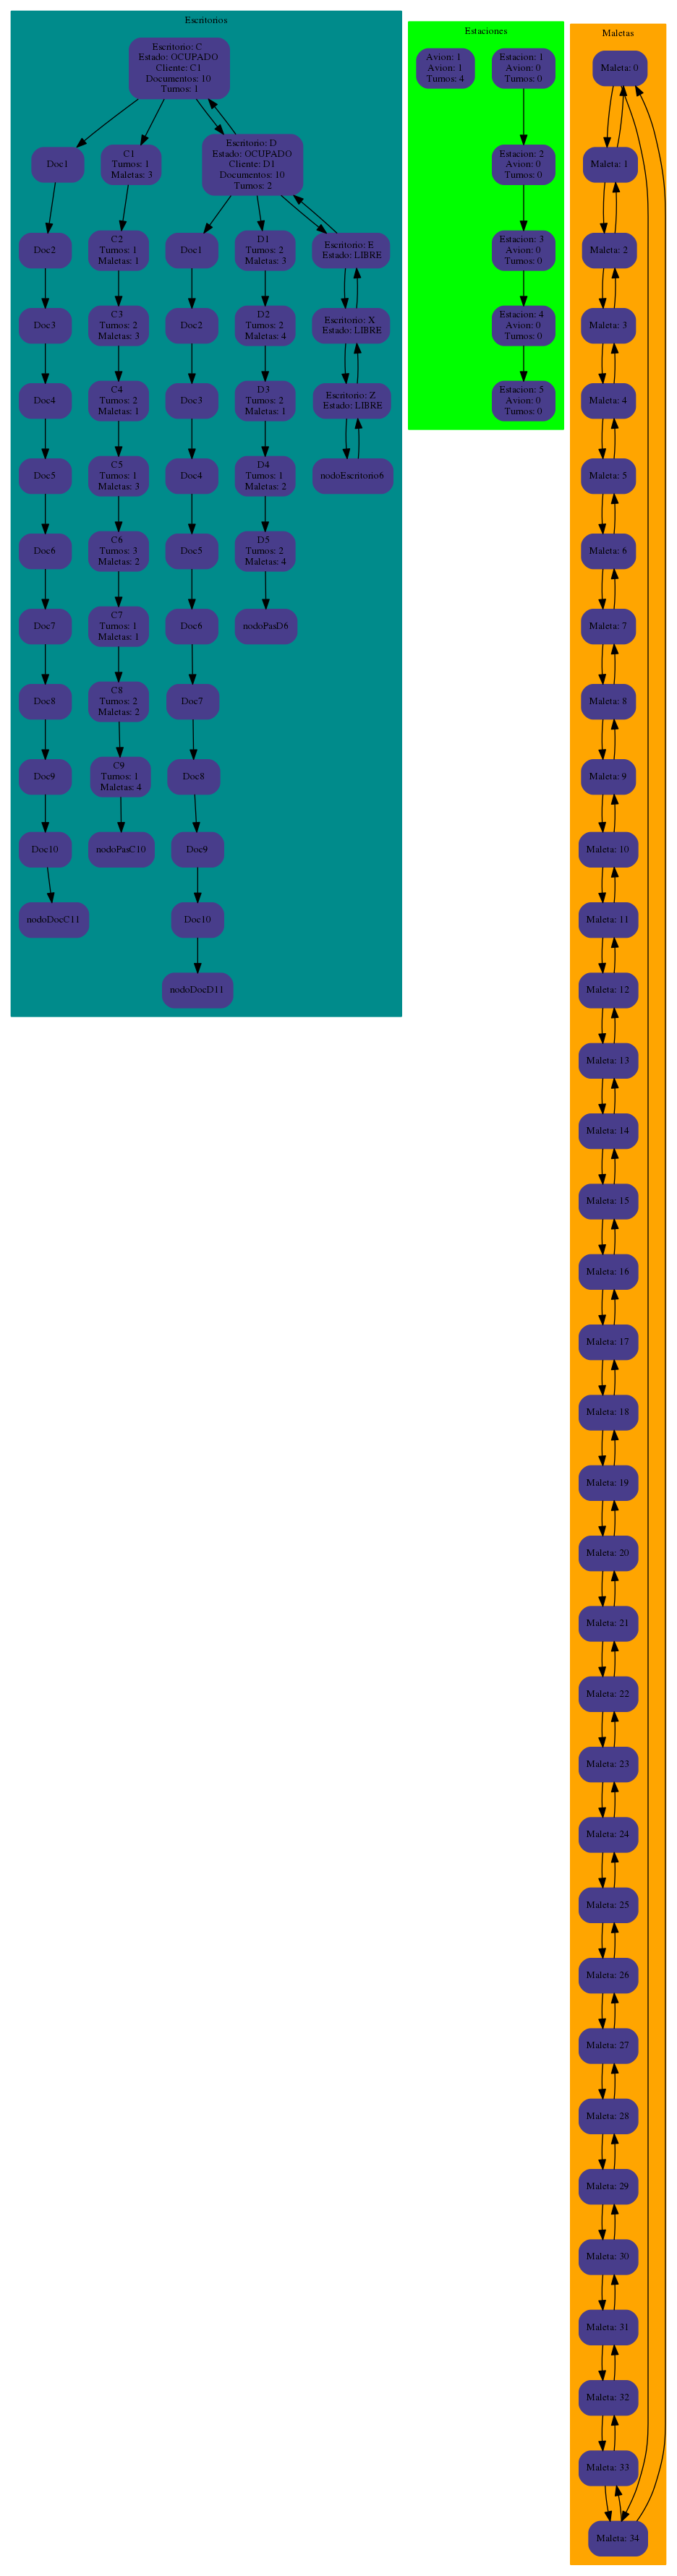 Escritorios
Escritorio: C
Estado: OCUPADO
Cliente: C1
Documentos: 10
Turnos: 1
Doc1
C1
Turnos: 1
Maletas: 3
Escritorio: D
Estado: OCUPADO
Cliente: D1
Documentos: 10
Turnos: 2
Doc2
C2
Turnos: 1
Maletas: 1
Doc1
D1
Turnos: 2
Maletas: 3
Escritorio: E
Estado: LIBRE
Doc3
C3
Turnos: 2
Maletas: 3
Doc2
D2
Turnos: 2
Maletas: 4
Escritorio: X
Estado: LIBRE
Doc4
C4
Turnos: 2
Maletas: 1
Doc3
D3
Turnos: 2
Maletas: 1
Escritorio: Z
Estado: LIBRE
Doc5
C5
Turnos: 1
Maletas: 3
Doc4
D4
Turnos: 1
Maletas: 2
nodoEscritorio6
Doc6
C6
Turnos: 3
Maletas: 2
Doc5
D5
Turnos: 2
Maletas: 4
Doc7
C7
Turnos: 1
Maletas: 1
Doc6
nodoPasD6
Doc8
C8
Turnos: 2
Maletas: 2
Doc7
Doc9
C9
Turnos: 1
Maletas: 4
Doc8
Doc10
nodoPasC10
Doc9
nodoDocC11
Doc10
nodoDocD11
Estaciones
Avion: 1
Avion: 1
Turnos: 4
Estacion: 1
Avion: 0
Turnos: 0
Estacion: 2
Avion: 0
Turnos: 0
Estacion: 3
Avion: 0
Turnos: 0
Estacion: 4
Avion: 0
Turnos: 0
Estacion: 5
Avion: 0
Turnos: 0
Maletas
Maleta: 0
Maleta: 1
Maleta: 2
Maleta: 3
Maleta: 4
Maleta: 5
Maleta: 6
Maleta: 7
Maleta: 8
Maleta: 9
Maleta: 10
Maleta: 11
Maleta: 12
Maleta: 13
Maleta: 14
Maleta: 15
Maleta: 16
Maleta: 17
Maleta: 18
Maleta: 19
Maleta: 20
Maleta: 21
Maleta: 22
Maleta: 23
Maleta: 24
Maleta: 25
Maleta: 26
Maleta: 27
Maleta: 28
Maleta: 29
Maleta: 30
Maleta: 31
Maleta: 32
Maleta: 33
Maleta: 34